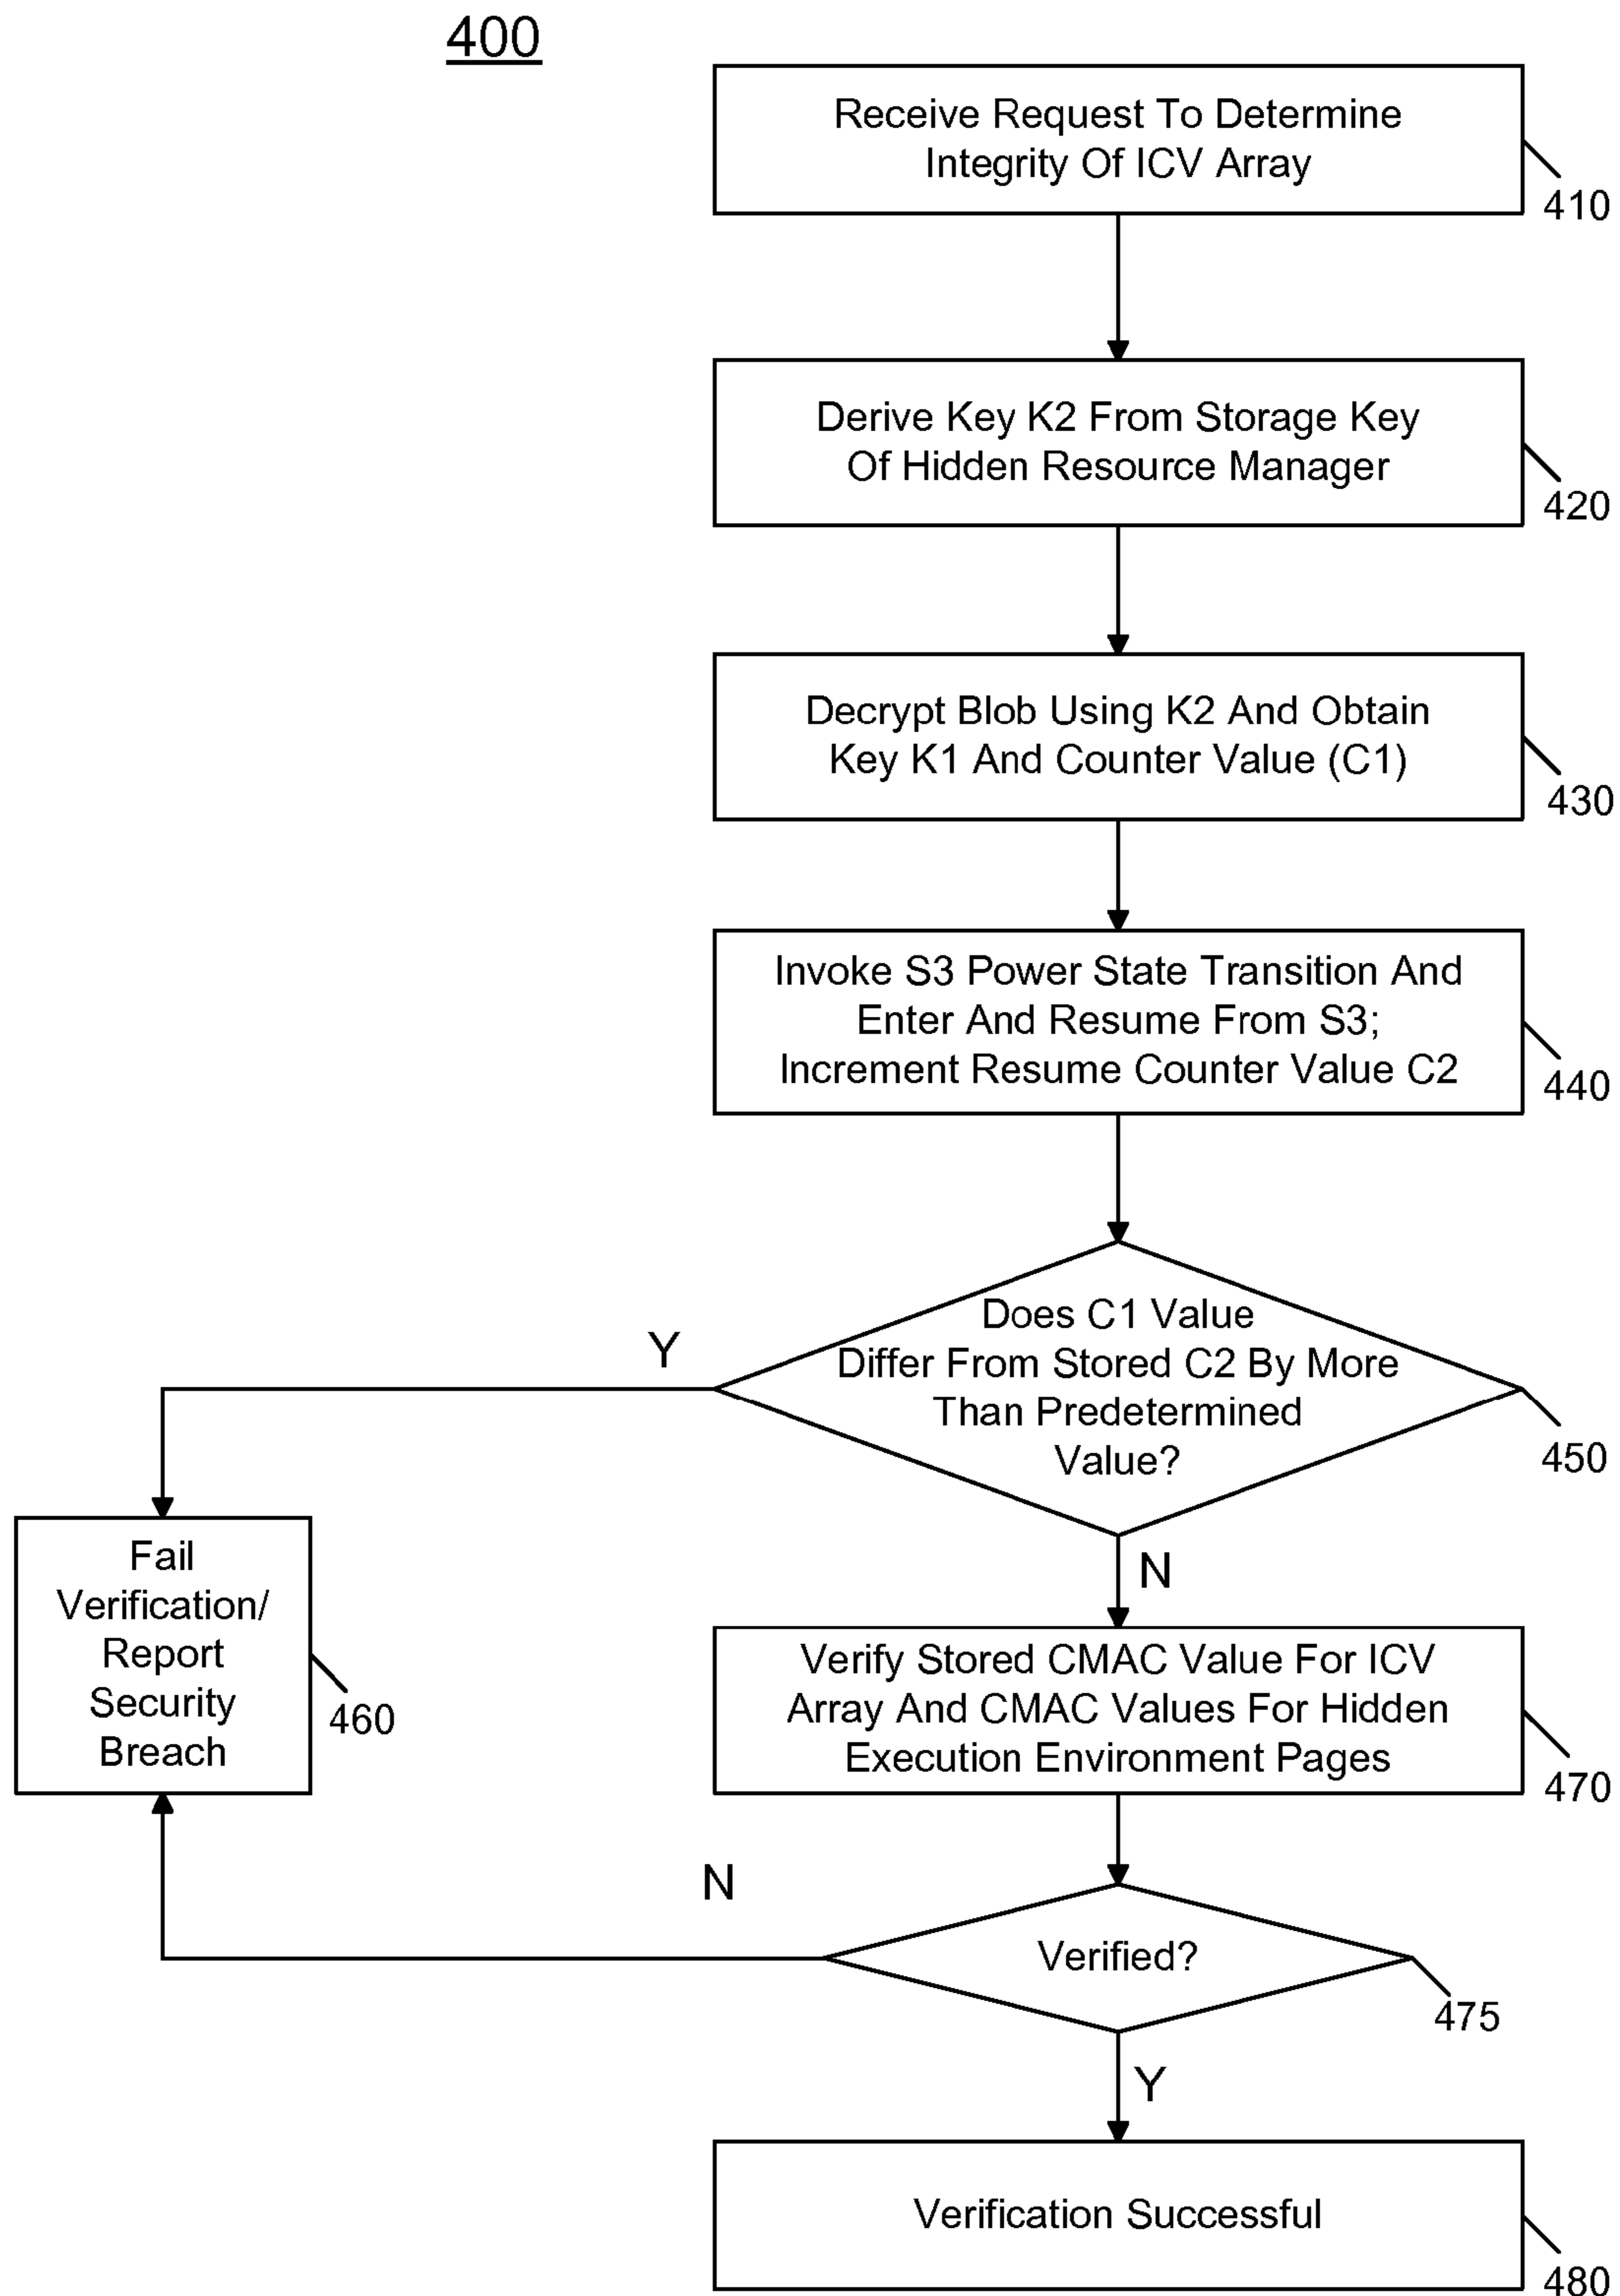 400
Receive Request To Determine
Integrity Of ICV Array
410
Derive Key K2 From Storage Key
Of Hidden Resource Manager
420
Decrypt Blob Using K2 And Obtain
Key K1 And Counter Value (C1)
430
Invoke S3 Power State Transition And
Enter And Resume From S3;
Increment Resume Counter Value C2
440
Does C1 Value
Differ From Stored C2 By More
Than Predetermined
Value?
450
Y
N
Fail
Verification/
Report
Security
Breach
460
Verify Stored CMAC Value For ICV
Array And CMAC Values For Hidden
Execution Environment Pages
470
N
Verified?
475
Y
Verification Successful
480